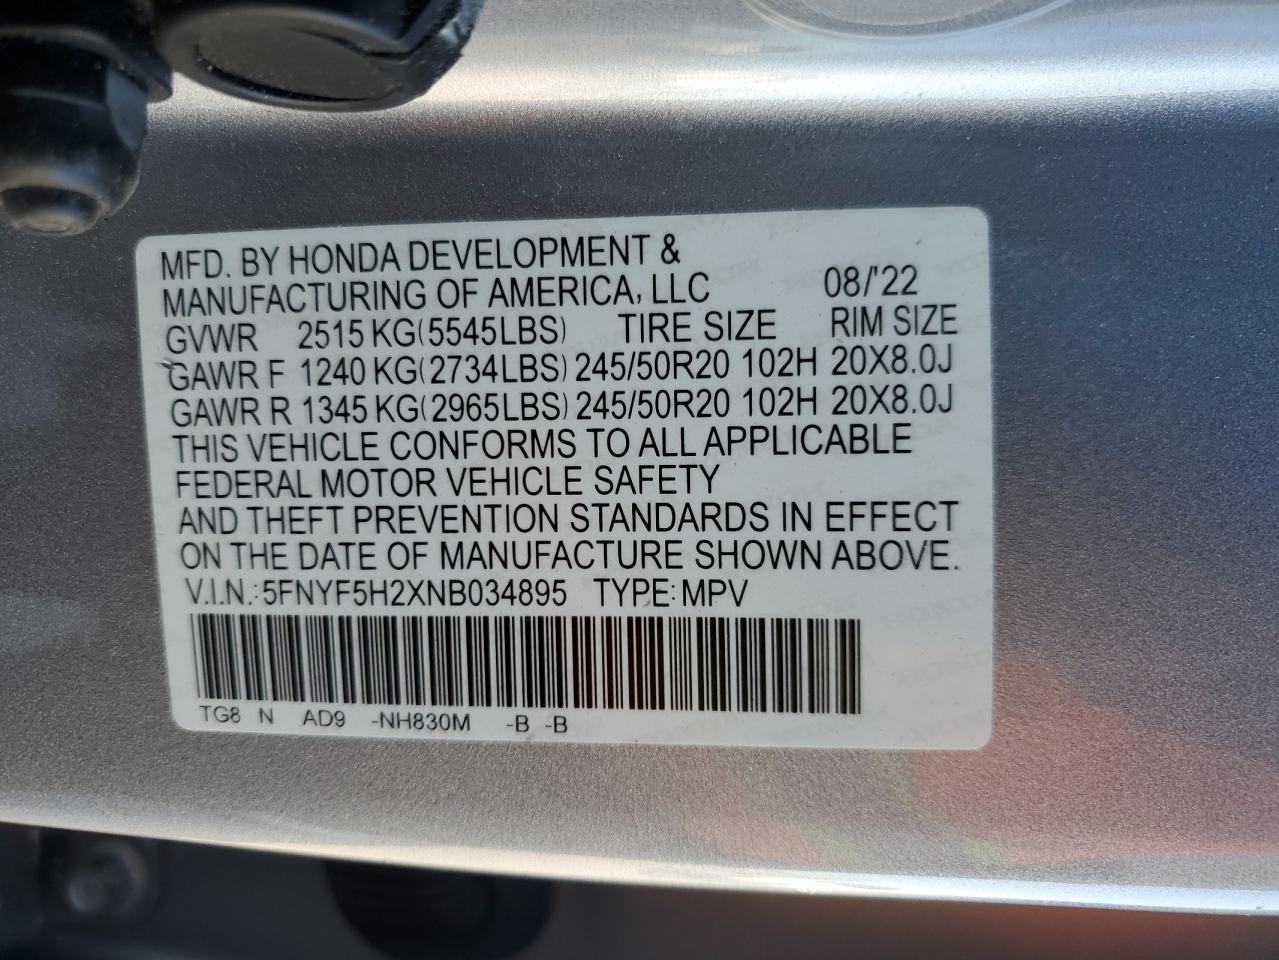 MFD. BY HONDA DEVELOPMENT &
MANUFACTURING OF AMERICA, LLC 08/'22
GVWR 2515 KG(5545LBS) TIRE SIZE RIM SIZE
GAWR F 1240 KG(2734LBS) 245/50R20 102H 20X8.0J
GAWR R 1345 KG(2965LBS) 245/50R20 102H 20X8.0J
THIS VEHICLE CONFORMS TO ALL APPLICABLE
FEDERAL MOTOR VEHICLE SAFETY
AND THEFT PREVENTION STANDARDS IN EFFECT
ON THE DATE OF MANUFACTURE SHOWN ABOVE.
V.I.N.: 5FNYF5H2XNB034895 TYPE: MPV
TG8 N AD9 -NH830M -B -B